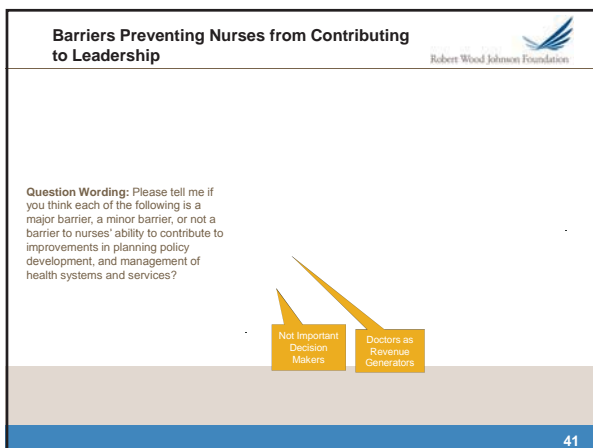 Barriers Preventing Nurses from Contributing
to Leadership
Robert Wood Johnson Foundation
Question Wording: Please tell me if
you think each of the following is a
major barrier, a minor barrier, or not a
barrier to nurses' ability to contribute to
improvements in planning policy
development, and management of
health systems and services?
Not Important
Decision
Makers
Doctors as
Revenue
Generators
41